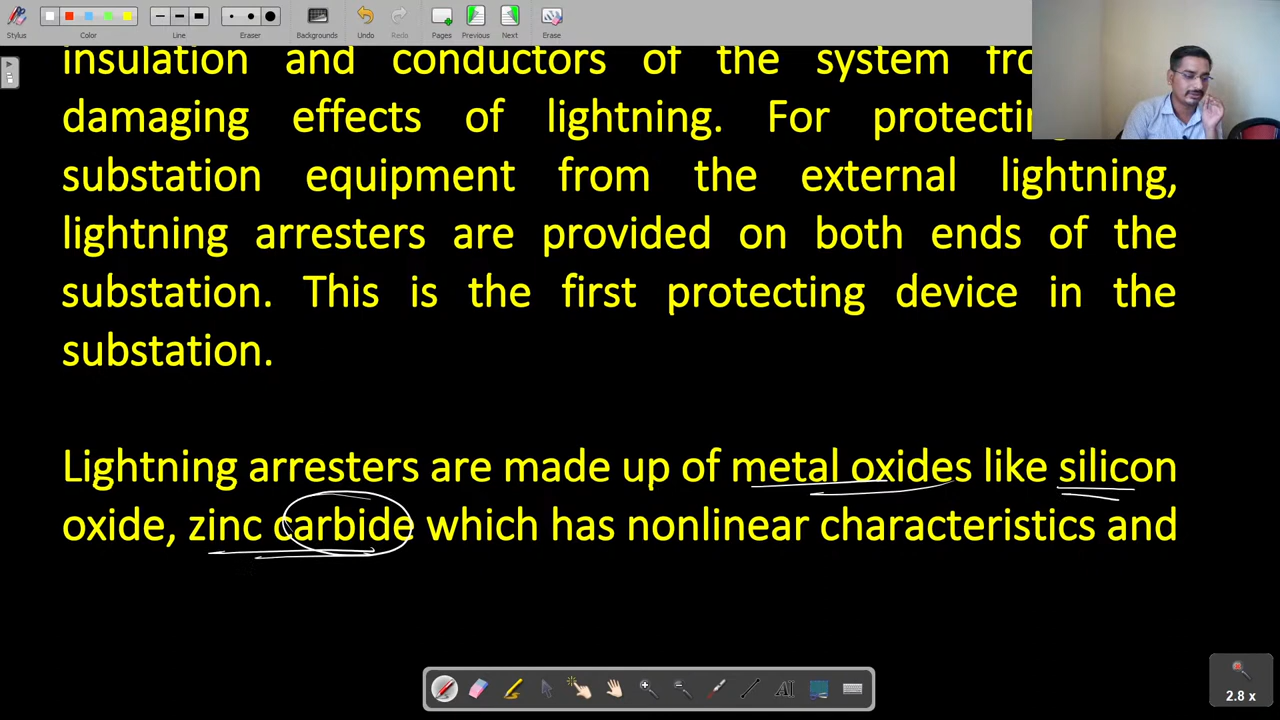 Stylus Color Line Eraser Backgrounds Undo Redo Pages Previous Next Erase
insulation and conductors of the system
damaging effects of lightning. For
substation equipment from the external lightning,
lightning arresters are provided on both ends of the
substation. This is the first protecting device in the
substation.
Lightning arresters are made up of metal oxides like silicon
oxide, zinc carbide which has nonlinear characteristics and
AI
2.8 x